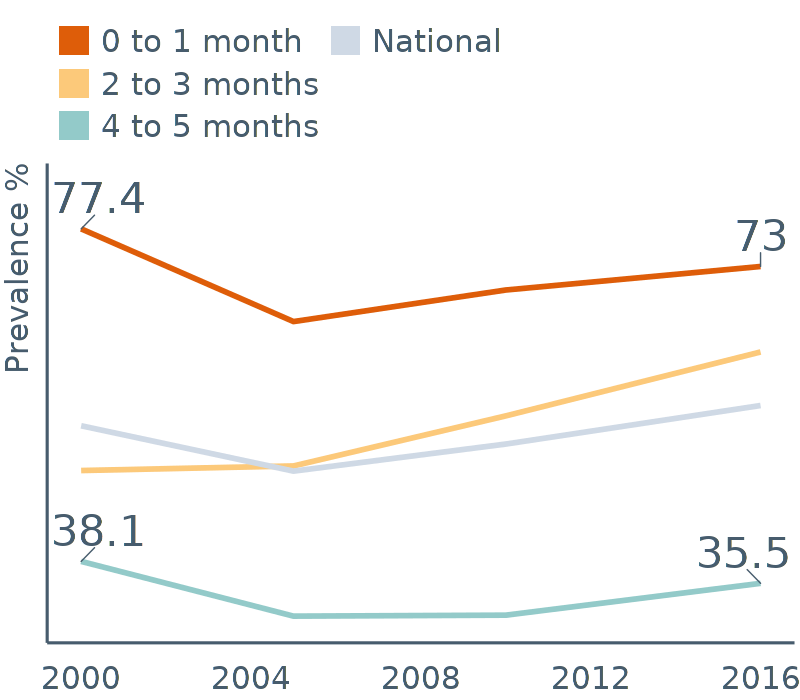 0 to 1 month
National
2 to 3 months
4 to 5 months
Prevalence %
77.4
73
38.1
35.5
2000 2004 2008 2012 2016